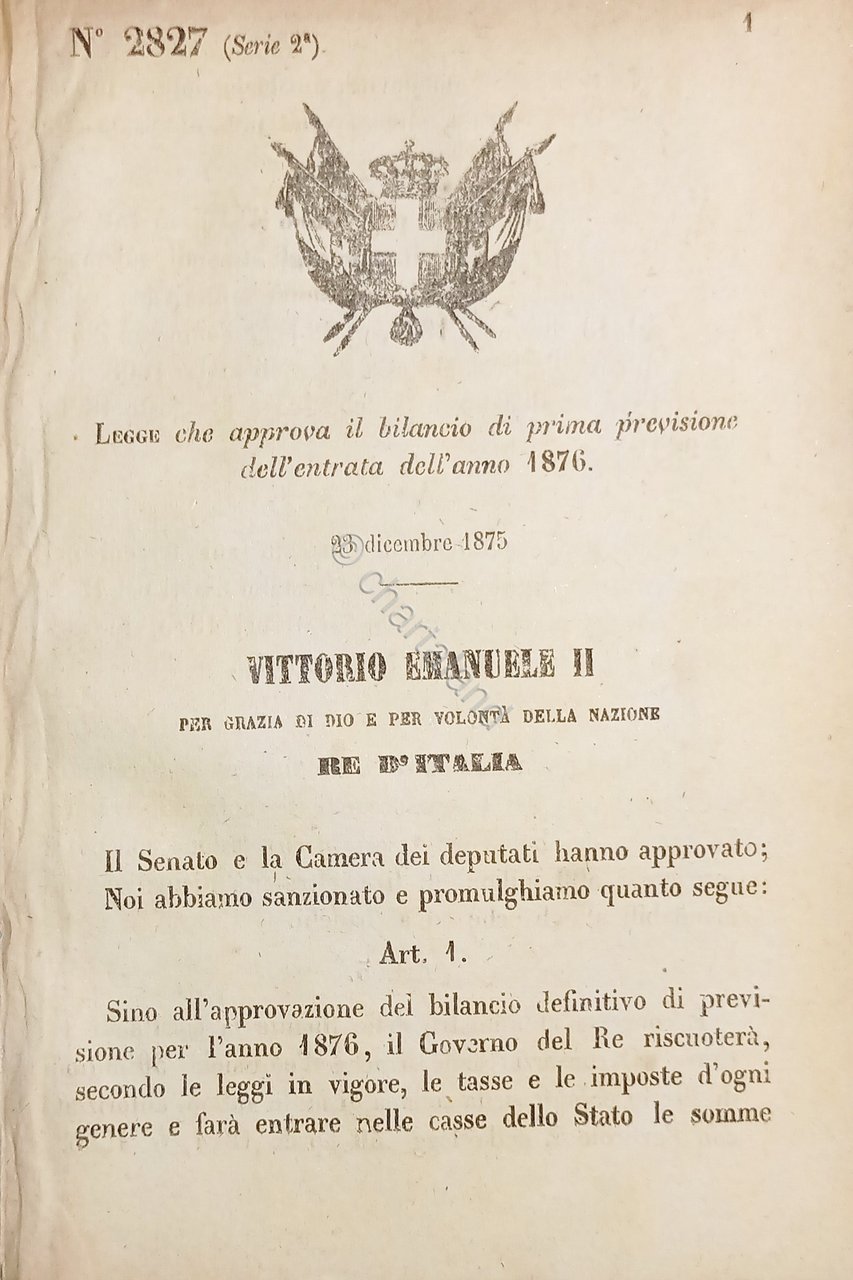 N° 2827 (Serie 2ª)
1
LEGGE che approva il bilancio di prima previsione
dell'entrata dell'anno 1876.
23 dicembre 1875
VITTORIO EMANUELE II
PER GRAZIA DI DIO E PER VOLONTÀ DELLA NAZIONE
RE D'ITALIA
Il Senato e la Camera dei deputati hanno approvato;
Noi abbiamo sanzionato e promulghiamo quanto segue:
Art. 1.
Sino all'approvazione del bilancio definitivo di previ-
sione per l'anno 1876, il Governo del Re riscuoterà,
secondo le leggi in vigore, le tasse e le imposte d'ogni
genere e farà entrare nelle casse dello Stato le somme